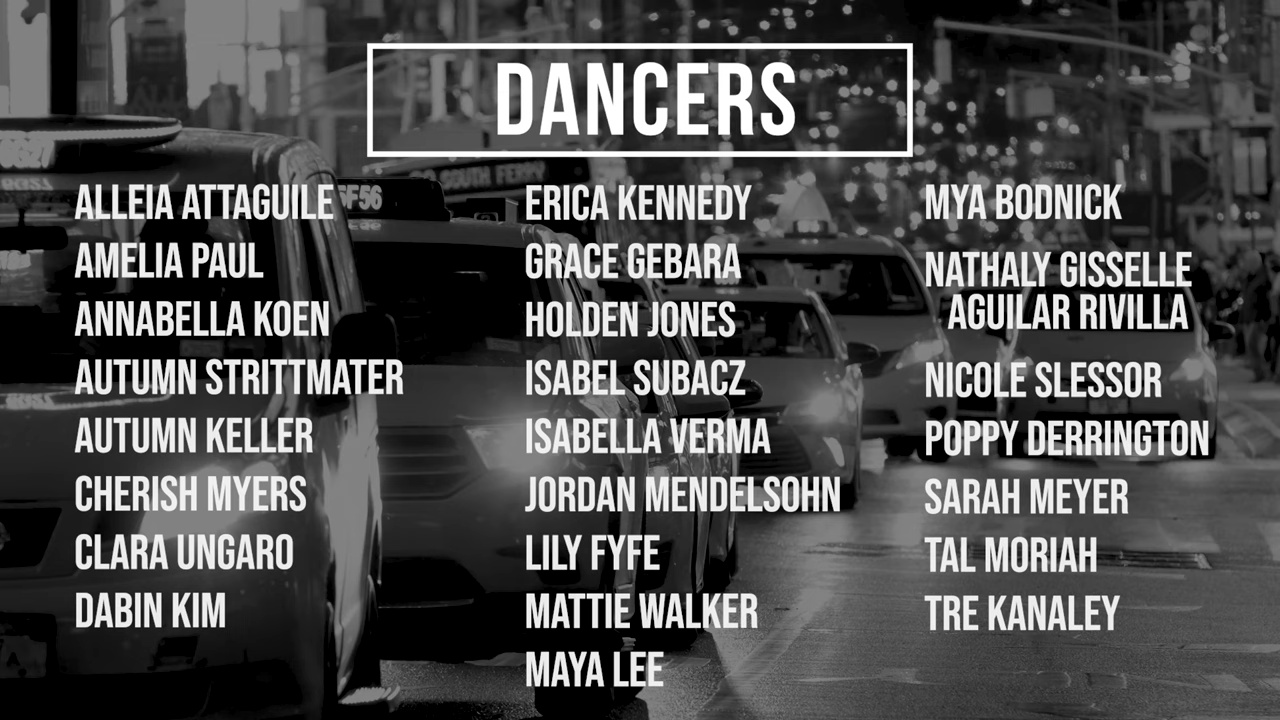 DANCERS
ALLEIA ATTAGUILE
AMELIA PAUL
ANNABELLA KOEN
AUTUMN STRITTMATER
AUTUMN KELLER
CHERISH MYERS
CLARA UNGARO
DABIN KIM
ERICA KENNEDY
GRACE GEBARA
HOLDEN JONES
ISABEL SUBACZ
ISABELLA VERMA
JORDAN MENDELSOHN
LILY FYFE
MATTIE WALKER
MAYA LEE
MYA BODNICK
NATHALY GISSELLE
AGUILAR RIVILLA
NICOLE SLESSOR
POPPY DERRINGTON
SARAH MEYER
TAL MORIAH
TRE KANALEY
SOUTH FERRY